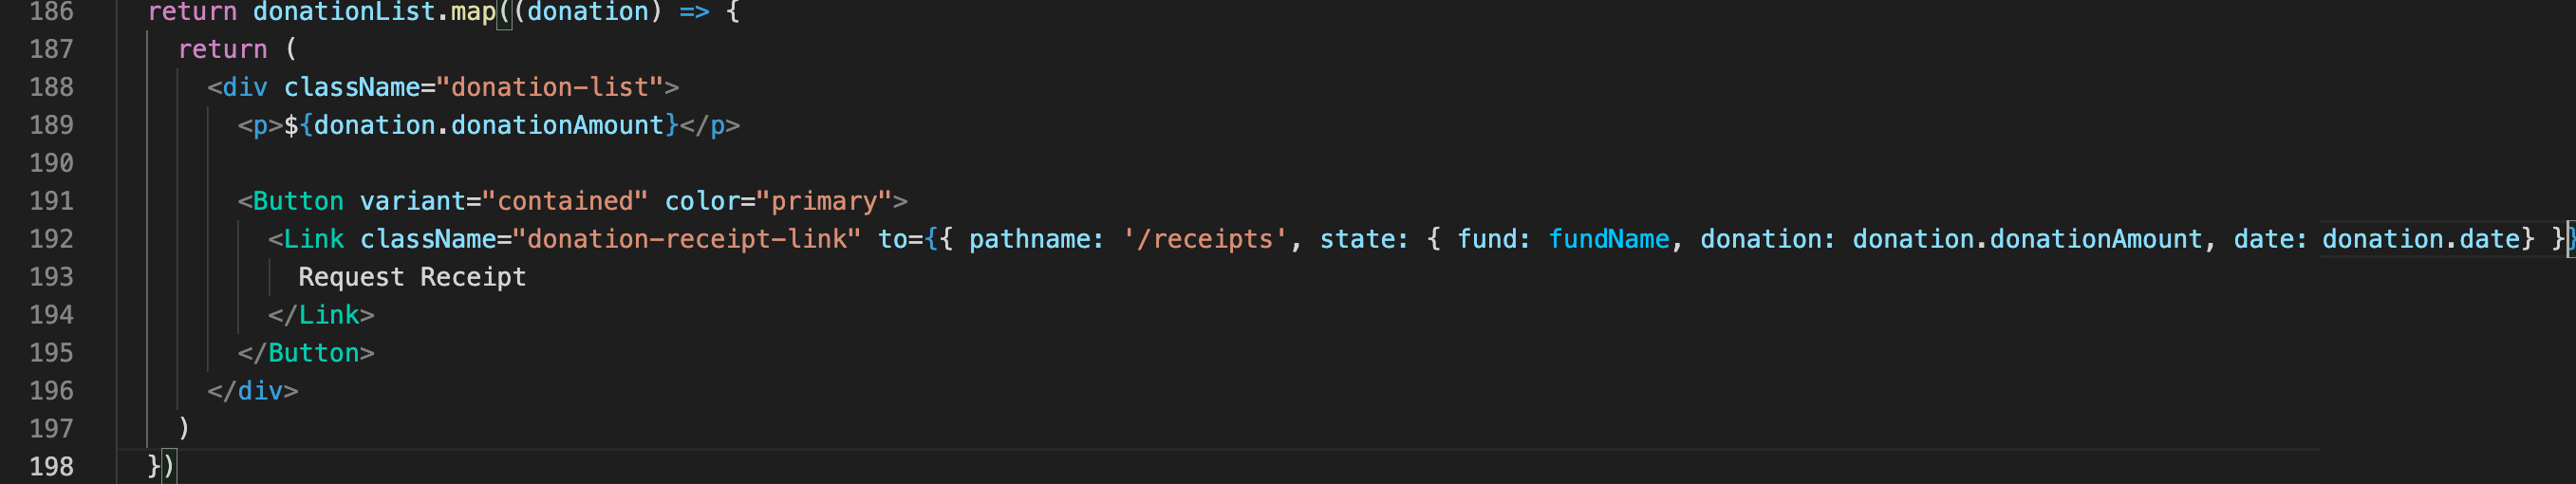 186 return donationList.map((donation) => {
187 return (
188 <div className="donation-list">
189 <p>${donation.donationAmount}</p>
190
191 <Button variant="contained" color="primary">
192 <Link className="donation-receipt-link" to={{ pathname: '/receipts', state: { fund: fundName, donation: donation.donationAmount, date: donation.date} }}
193 Request Receipt
194 </Link>
195 </Button>
196 </div>
197 )
198 })